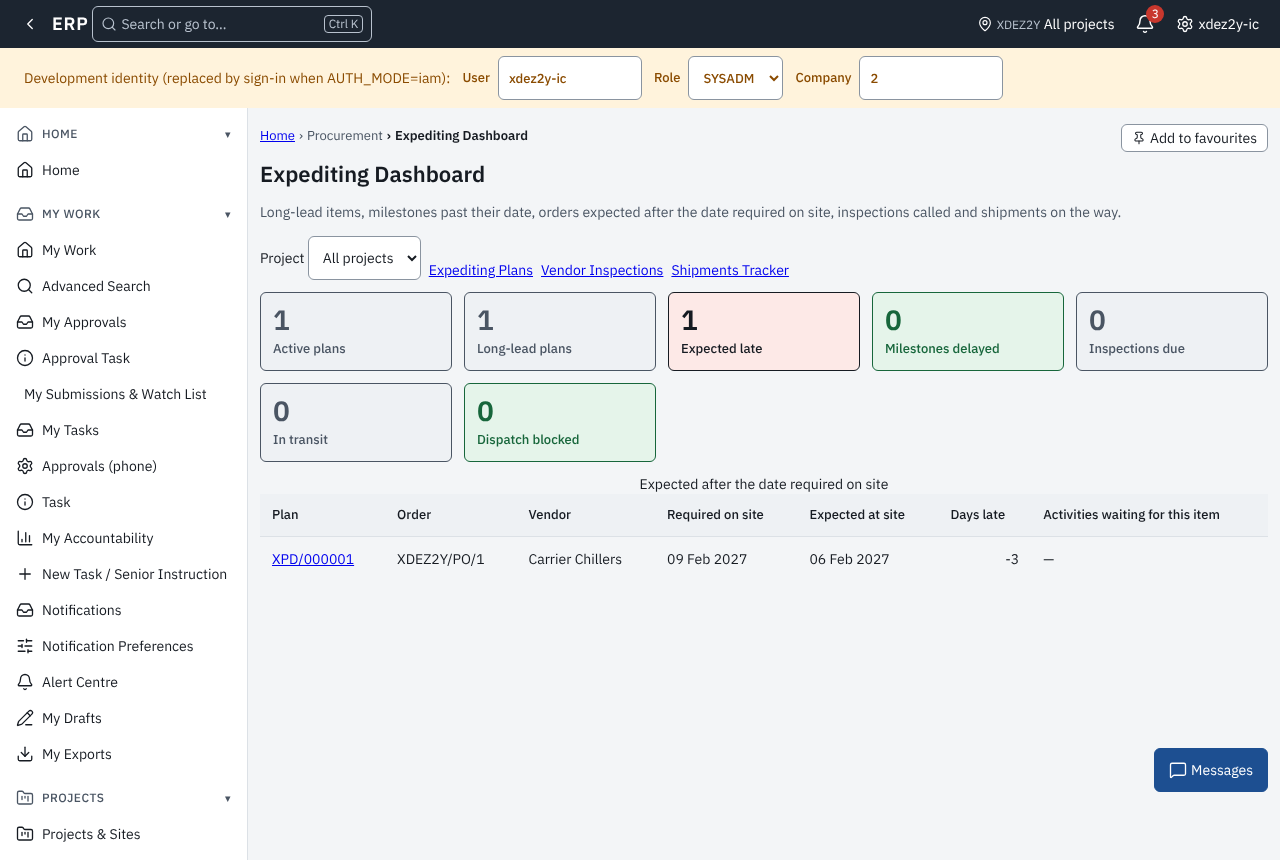 ERP Search or go to... Ctrl K XDEZ2Y All projects 3 xdez2y-ic
Development identity (replaced by sign-in when AUTH_MODE=iam): User xdez2y-ic Role SYSADM Company 2
HOME
Home
MY WORK
My Work
Advanced Search
My Approvals
Approval Task
My Submissions & Watch List
My Tasks
Approvals (phone)
Task
My Accountability
New Task / Senior Instruction
Notifications
Notification Preferences
Alert Centre
My Drafts
My Exports
PROJECTS
Projects & Sites
Home › Procurement › Expediting Dashboard
Add to favourites
Expediting Dashboard
Long-lead items, milestones past their date, orders expected after the date required on site, inspections called and shipments on the way.
Project All projects Expediting Plans Vendor Inspections Shipments Tracker
1
Active plans
1
Long-lead plans
1
Expected late
0
Milestones delayed
0
Inspections due
0
In transit
0
Dispatch blocked
Expected after the date required on site
Plan Order Vendor Required on site Expected at site Days late Activities waiting for this item
XPD/000001 XDEZ2Y/PO/1 Carrier Chillers 09 Feb 2027 06 Feb 2027 -3 —
Messages